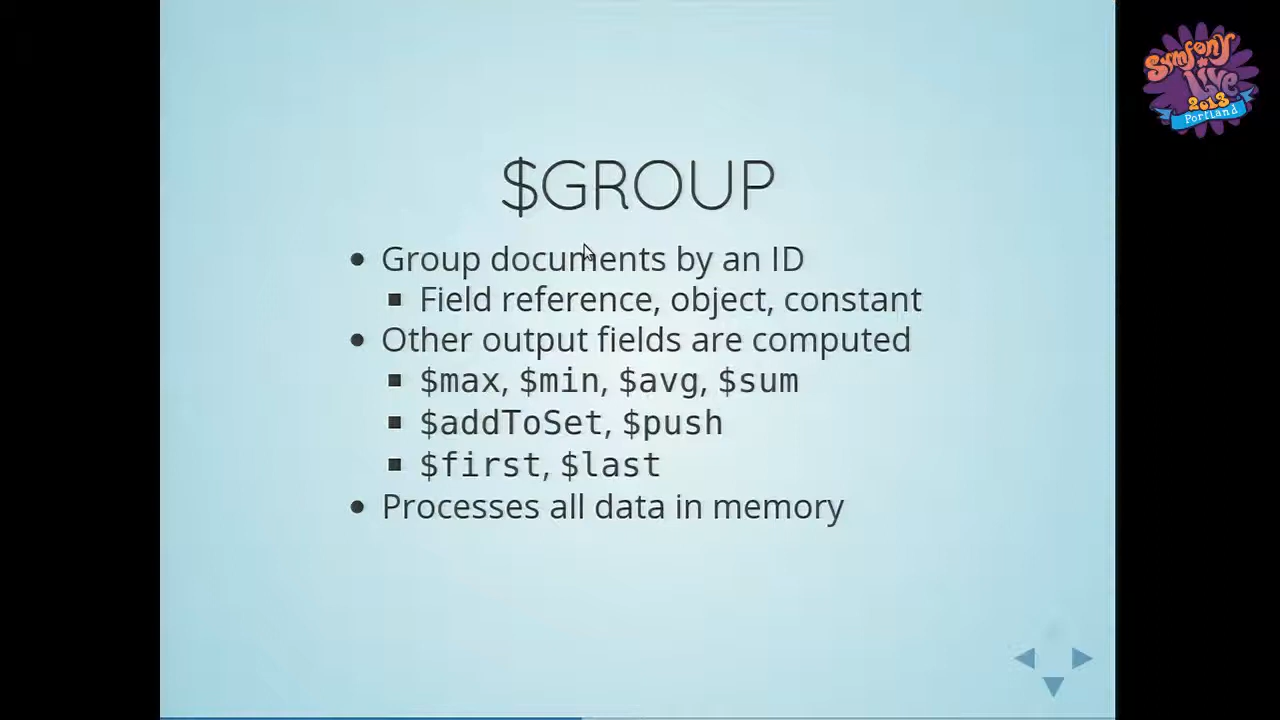 Symfony
Live
2013
Portland
$GROUP
Group documents by an ID
Field reference, object, constant
Other output fields are computed
$max, $min, $avg, $sum
$addToSet, $push
$first, $last
Processes all data in memory